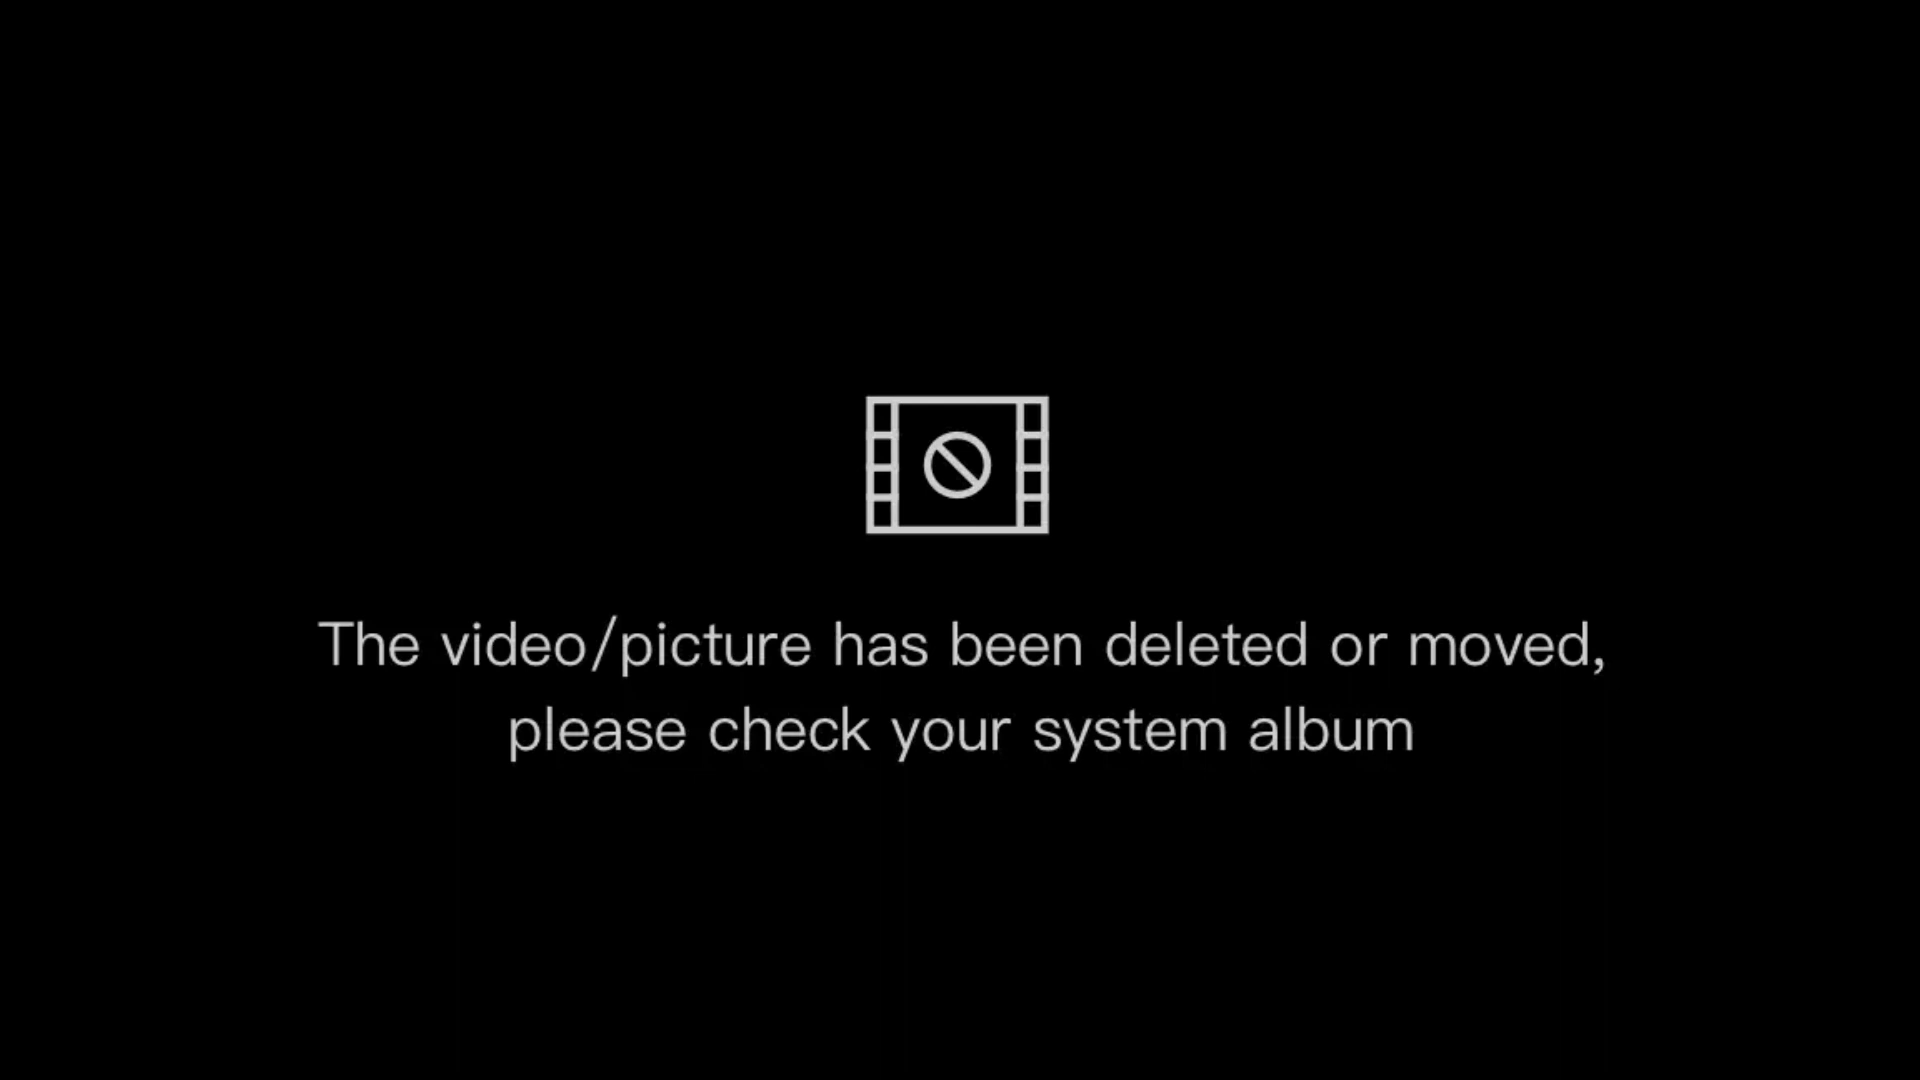 The video/picture has been deleted or moved,
please check your system album